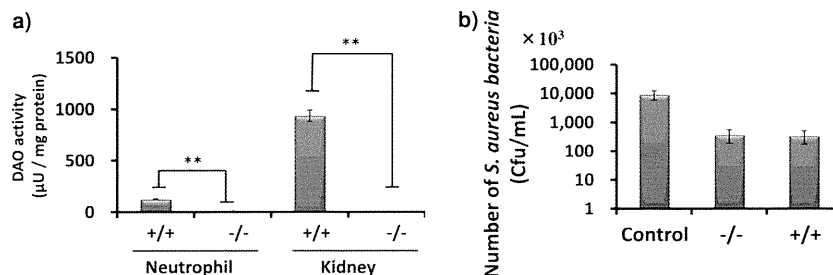 a)
DAO activity
(μU / mg protein)
1500
1000
500
0
**
**
+/+ -/- +/+ -/-
Neutrophil Kidney
b)
Number of S. aureus bacteria
(Cfu/mL)
× 10³
100,000
10,000
1,000
100
10
1
Control -/- +/+